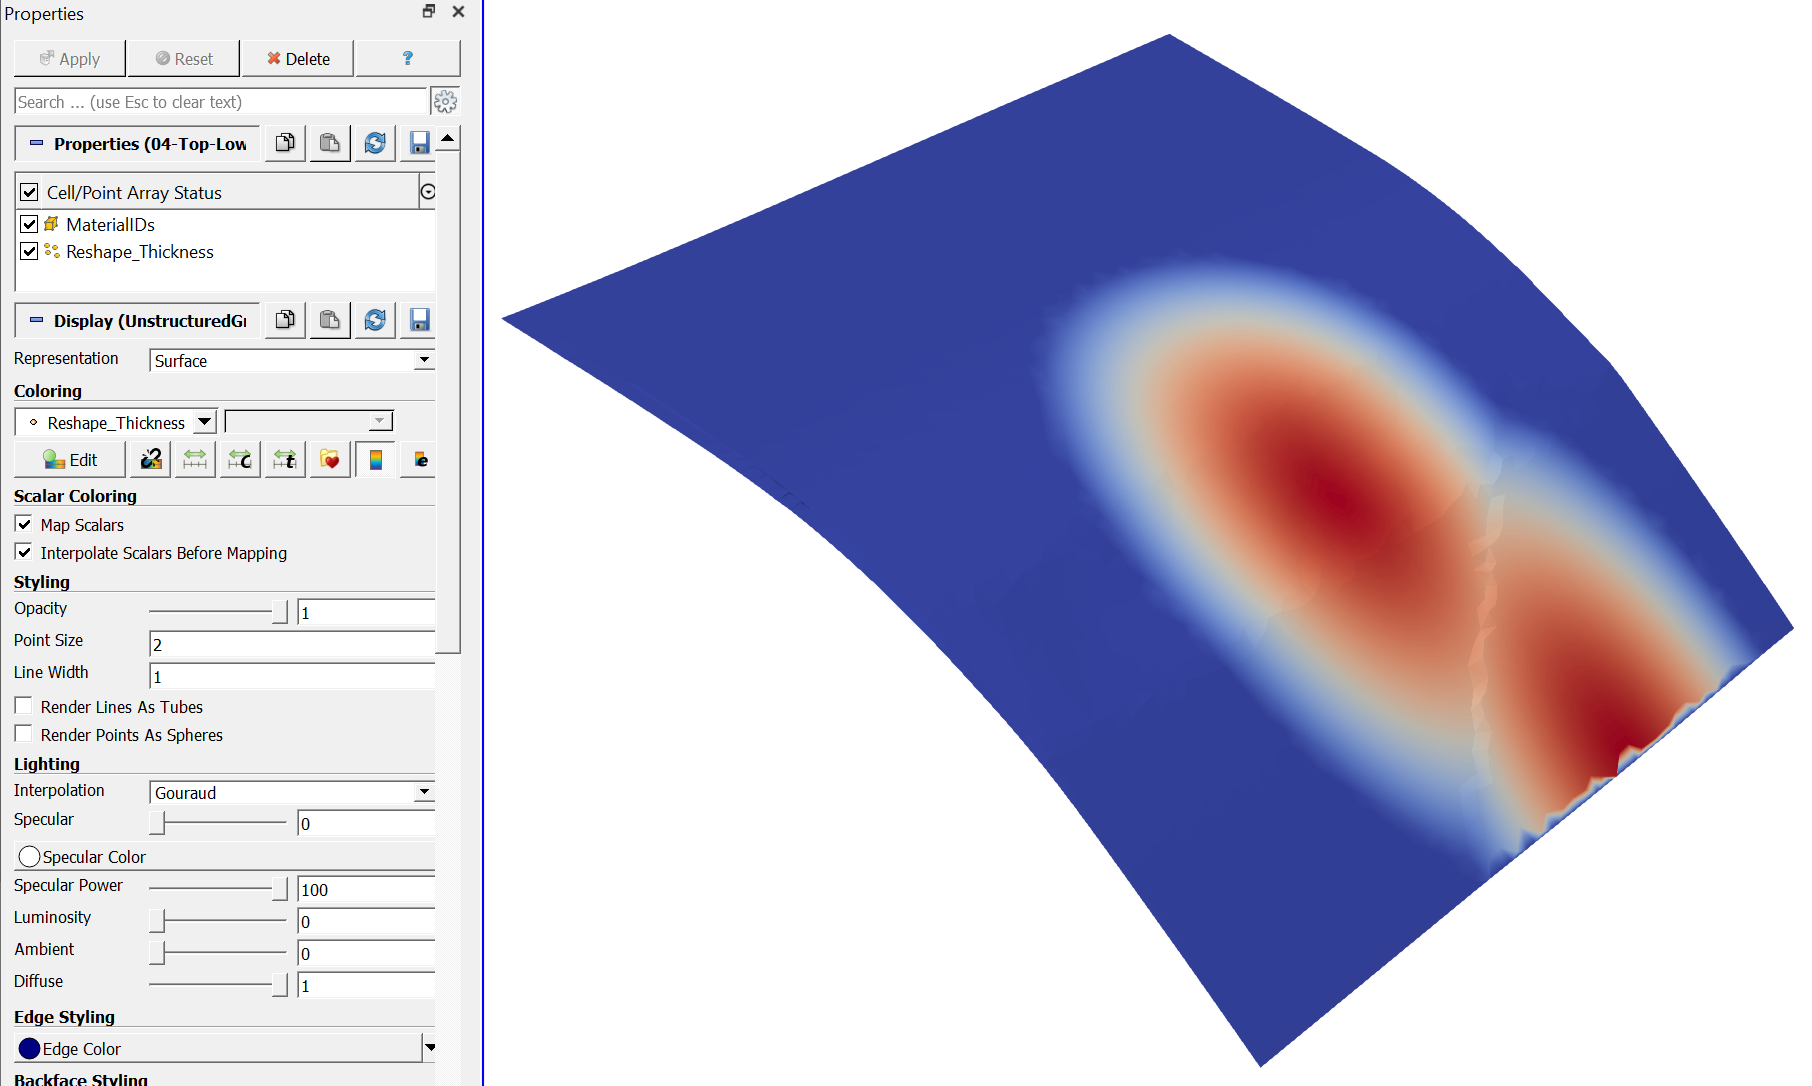 Properties
Apply Reset Delete ?
Search ... (use Esc to clear text)
Properties (04-Top-Low
Cell/Point Array Status
MaterialIDs
Reshape_Thickness
Display (UnstructuredGr
Representation Surface
Coloring
Reshape_Thickness
Edit
Scalar Coloring
Map Scalars
Interpolate Scalars Before Mapping
Styling
Opacity 1
Point Size 2
Line Width 1
Render Lines As Tubes
Render Points As Spheres
Lighting
Interpolation Gouraud
Specular 0
Specular Color
Specular Power 100
Luminosity 0
Ambient 0
Diffuse 1
Edge Styling
Edge Color
Backface Styling